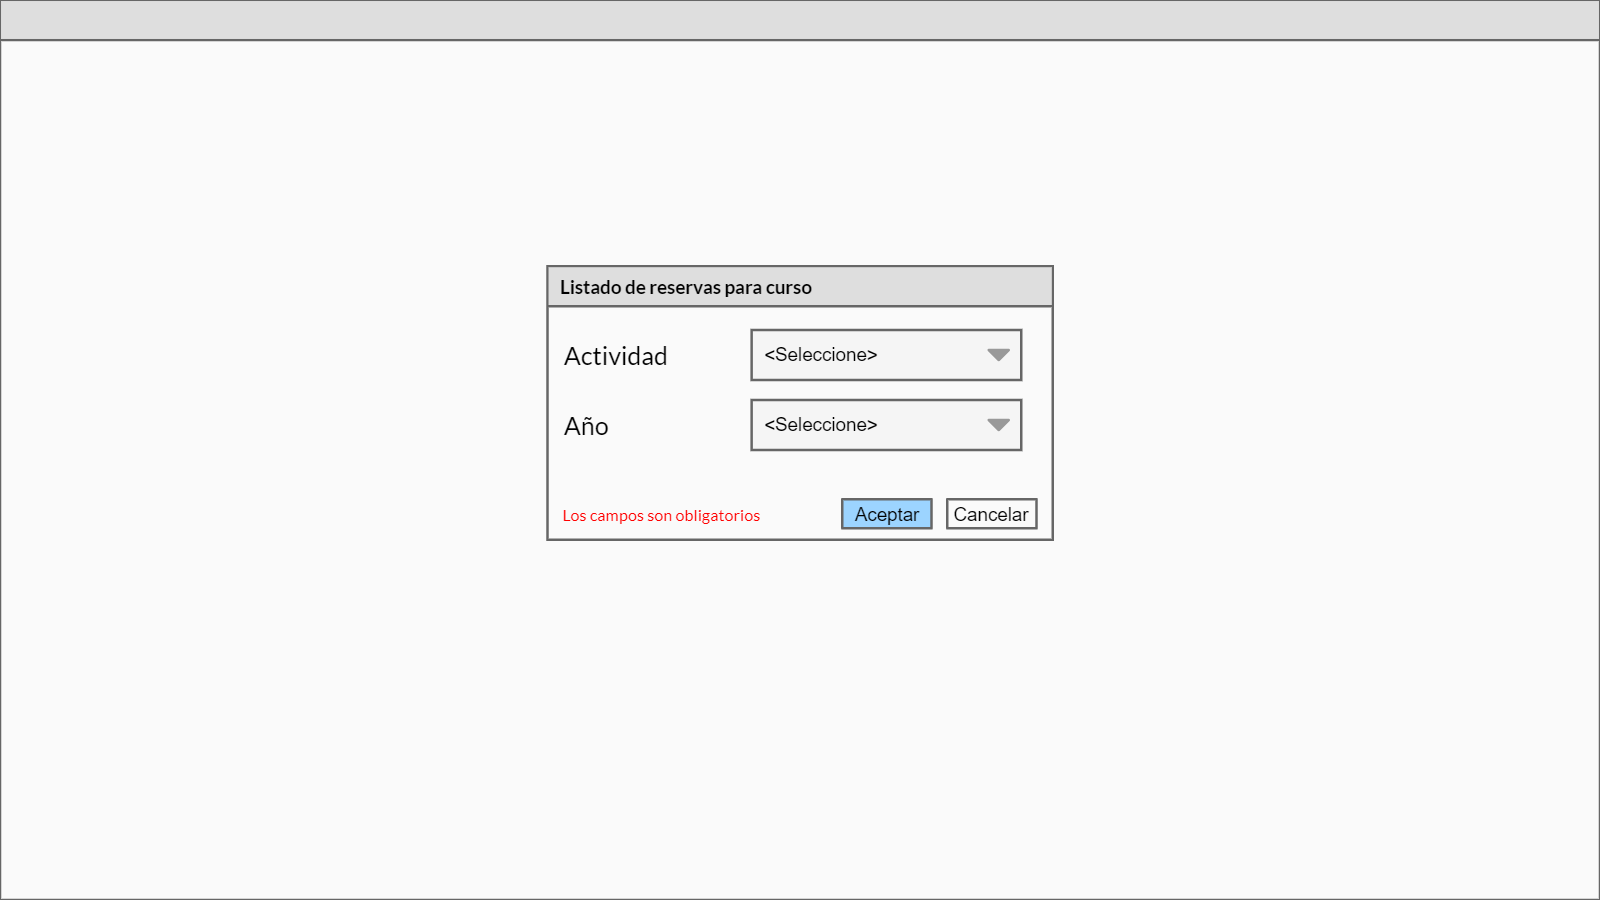 Listado de reservas para curso
Actividad <Seleccione>
Año <Seleccione>
Los campos son obligatorios Aceptar Cancelar